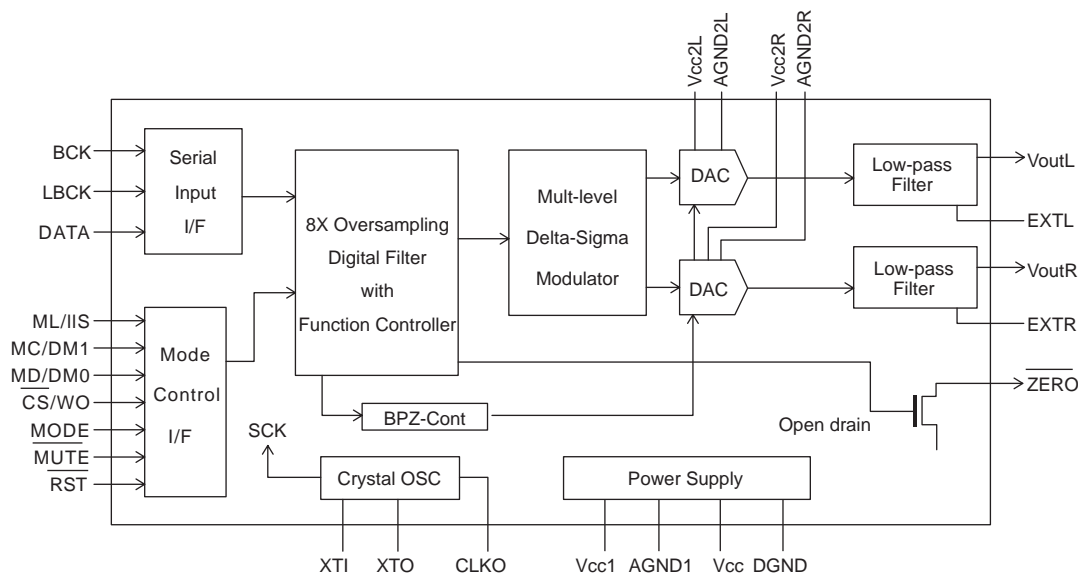 Vcc2L
AGND2L
Vcc2R
AGND2R
BCK
LBCK
DATA
Serial
Input
I/F
8X Oversampling
Digital Filter
with
Function Controller
Mult-level
Delta-Sigma
Modulator
DAC
DAC
Low-pass
Filter
Low-pass
Filter
VoutL
EXTL
VoutR
EXTR
ZERO
ML/IIS
MC/DM1
MD/DM0
CS/WO
MODE
MUTE
RST
Mode
Control
I/F
BPZ-Cont
Open drain
SCK
Crystal OSC
Power Supply
XTI
XTO
CLKO
Vcc1
AGND1
Vcc
DGND